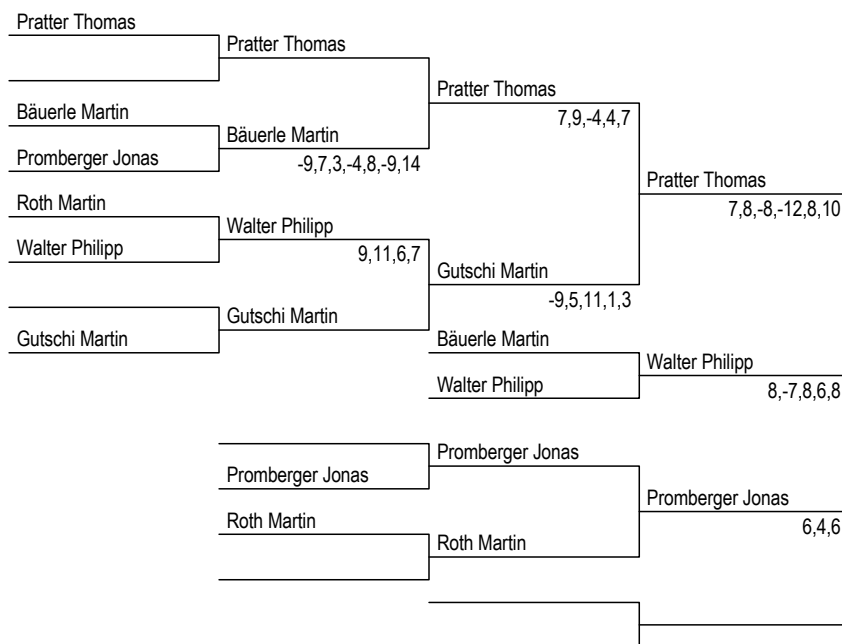 Pratter Thomas
Pratter Thomas
Pratter Thomas
7,9,-4,4,7
Bäuerle Martin
Bäuerle Martin
Promberger Jonas
-9,7,3,-4,8,-9,14
Pratter Thomas
7,8,-8,-12,8,10
Roth Martin
Walter Philipp
Walter Philipp
9,11,6,7
Gutschi Martin
-9,5,11,1,3
Gutschi Martin
Gutschi Martin
Bäuerle Martin
Walter Philipp
Walter Philipp
8,-7,8,6,8
Promberger Jonas
Promberger Jonas
Promberger Jonas
6,4,6
Roth Martin
Roth Martin